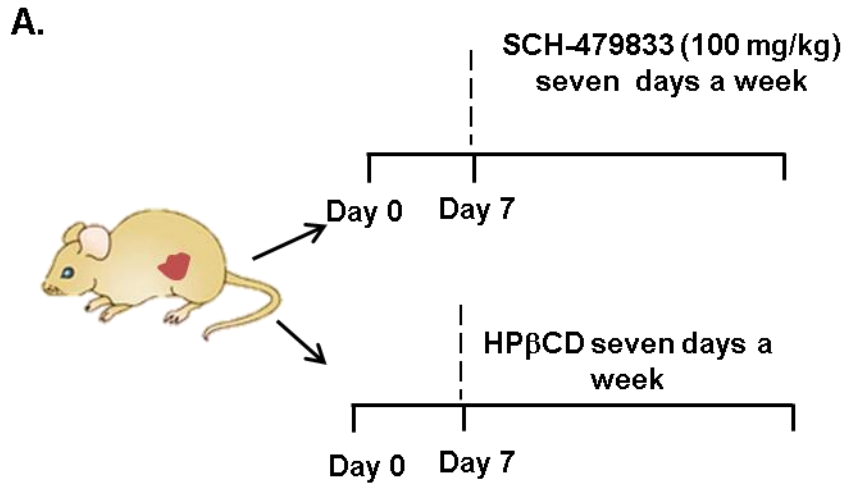 A.
SCH-479833 (100 mg/kg)
seven days a week
Day 0 Day 7
HPβCD seven days a
week
Day 0 Day 7